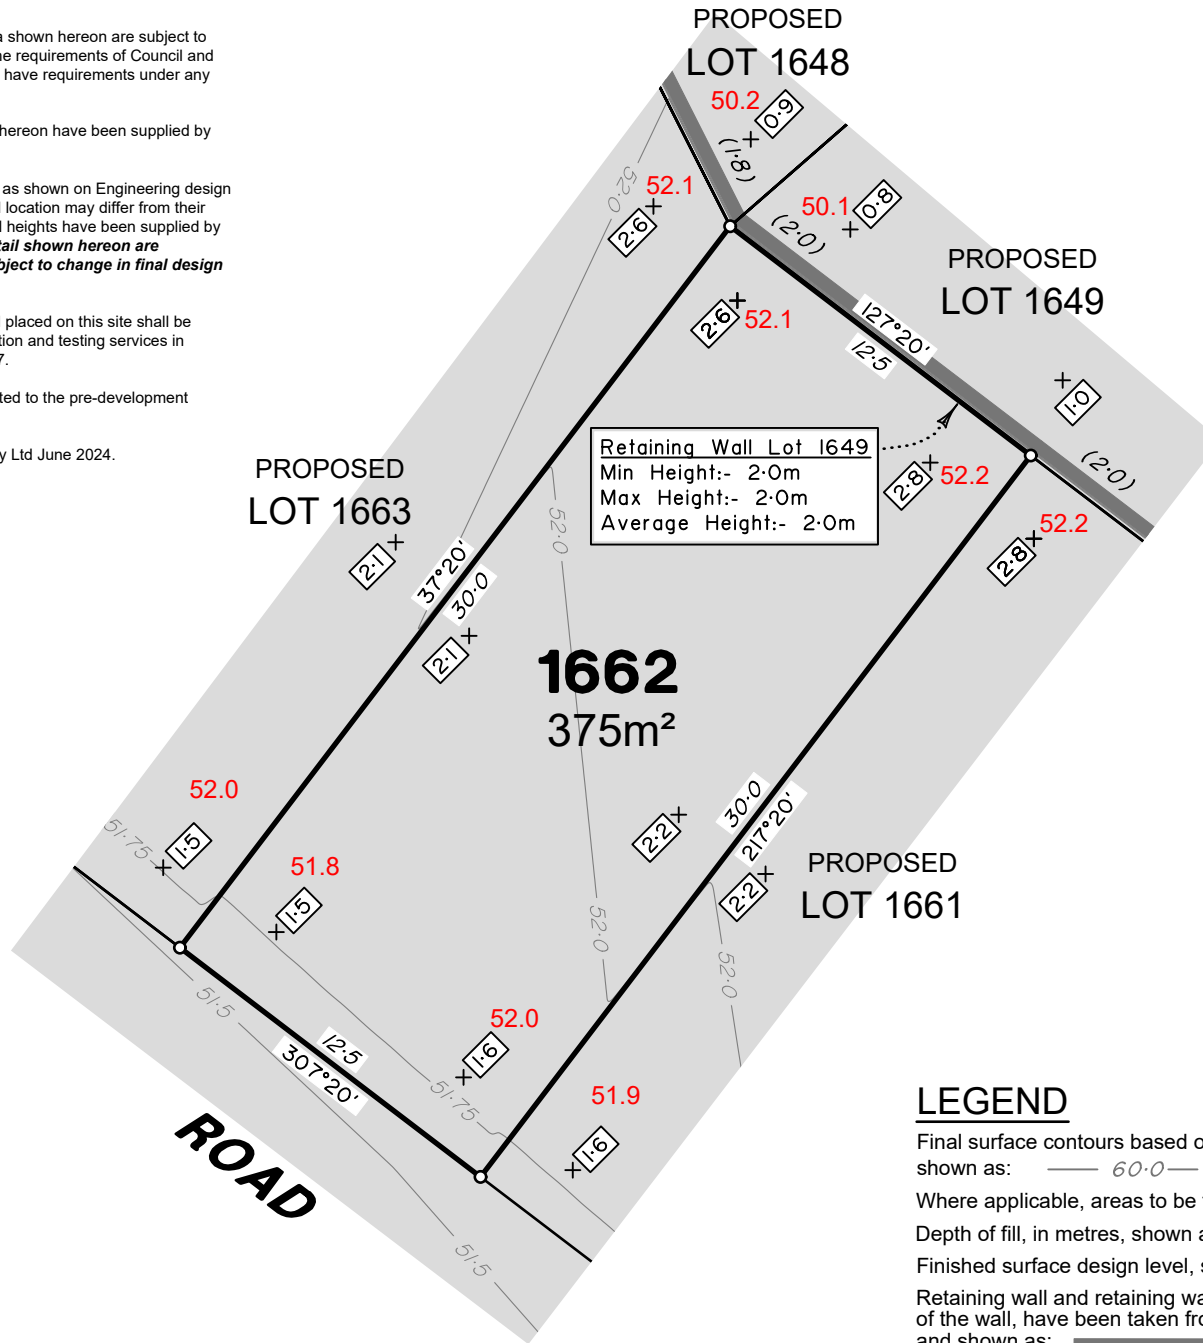 a shown hereon are subject to
ne requirements of Council and
have requirements under any
hereon have been supplied by
as shown on Engineering design
l location may differ from their
l heights have been supplied by
tail shown hereon are
bject to change in final design
l placed on this site shall be
tion and testing services in
7.
ted to the pre-development
y Ltd June 2024.
PROPOSED
LOT 1648
50.2
0·9
(1·8)
52.0
52.1
2·6
50.1
0·8
(2·0)
PROPOSED
LOT 1649
2·6
52.1
127°20'
12·5
1·0
(2·0)
Retaining Wall Lot 1649
Min Height:- 2·0m
Max Height:- 2·0m
Average Height:- 2·0m
2·8
52.2
52.2
2·8
PROPOSED
LOT 1663
2·1
37°20'
30·0
52·0
2·1
1662
375m²
52.0
51·75
1·5
51.8
1·5
2·2
30·0
217°20'
PROPOSED
LOT 1661
2·2
52·0
52·0
51·5
12·5
307°20'
52.0
1·6
51·75
51.9
1·6
ROAD
51·5
LEGEND
Final surface contours based o
shown as: 60·0
Where applicable, areas to be
Depth of fill, in metres, shown a
Finished surface design level, s
Retaining wall and retaining wa
of the wall, have been taken fro
and shown as: